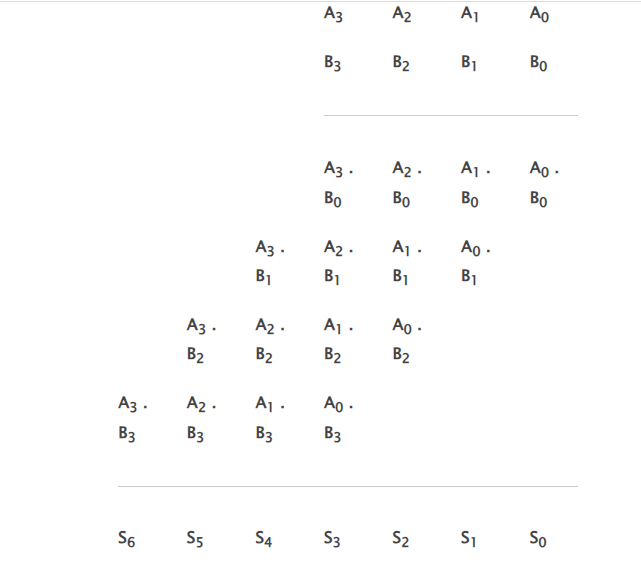 A₃ A₂ A₁ A₀
B₃ B₂ B₁ B₀
A₃ . A₂ . A₁ . A₀ .
B₀ B₀ B₀ B₀
A₃ . A₂ . A₁ . A₀ .
B₁ B₁ B₁ B₁
A₃ . A₂ . A₁ . A₀ .
B₂ B₂ B₂ B₂
A₃ . A₂ . A₁ . A₀ .
B₃ B₃ B₃ B₃
S₆ S₅ S₄ S₃ S₂ S₁ S₀